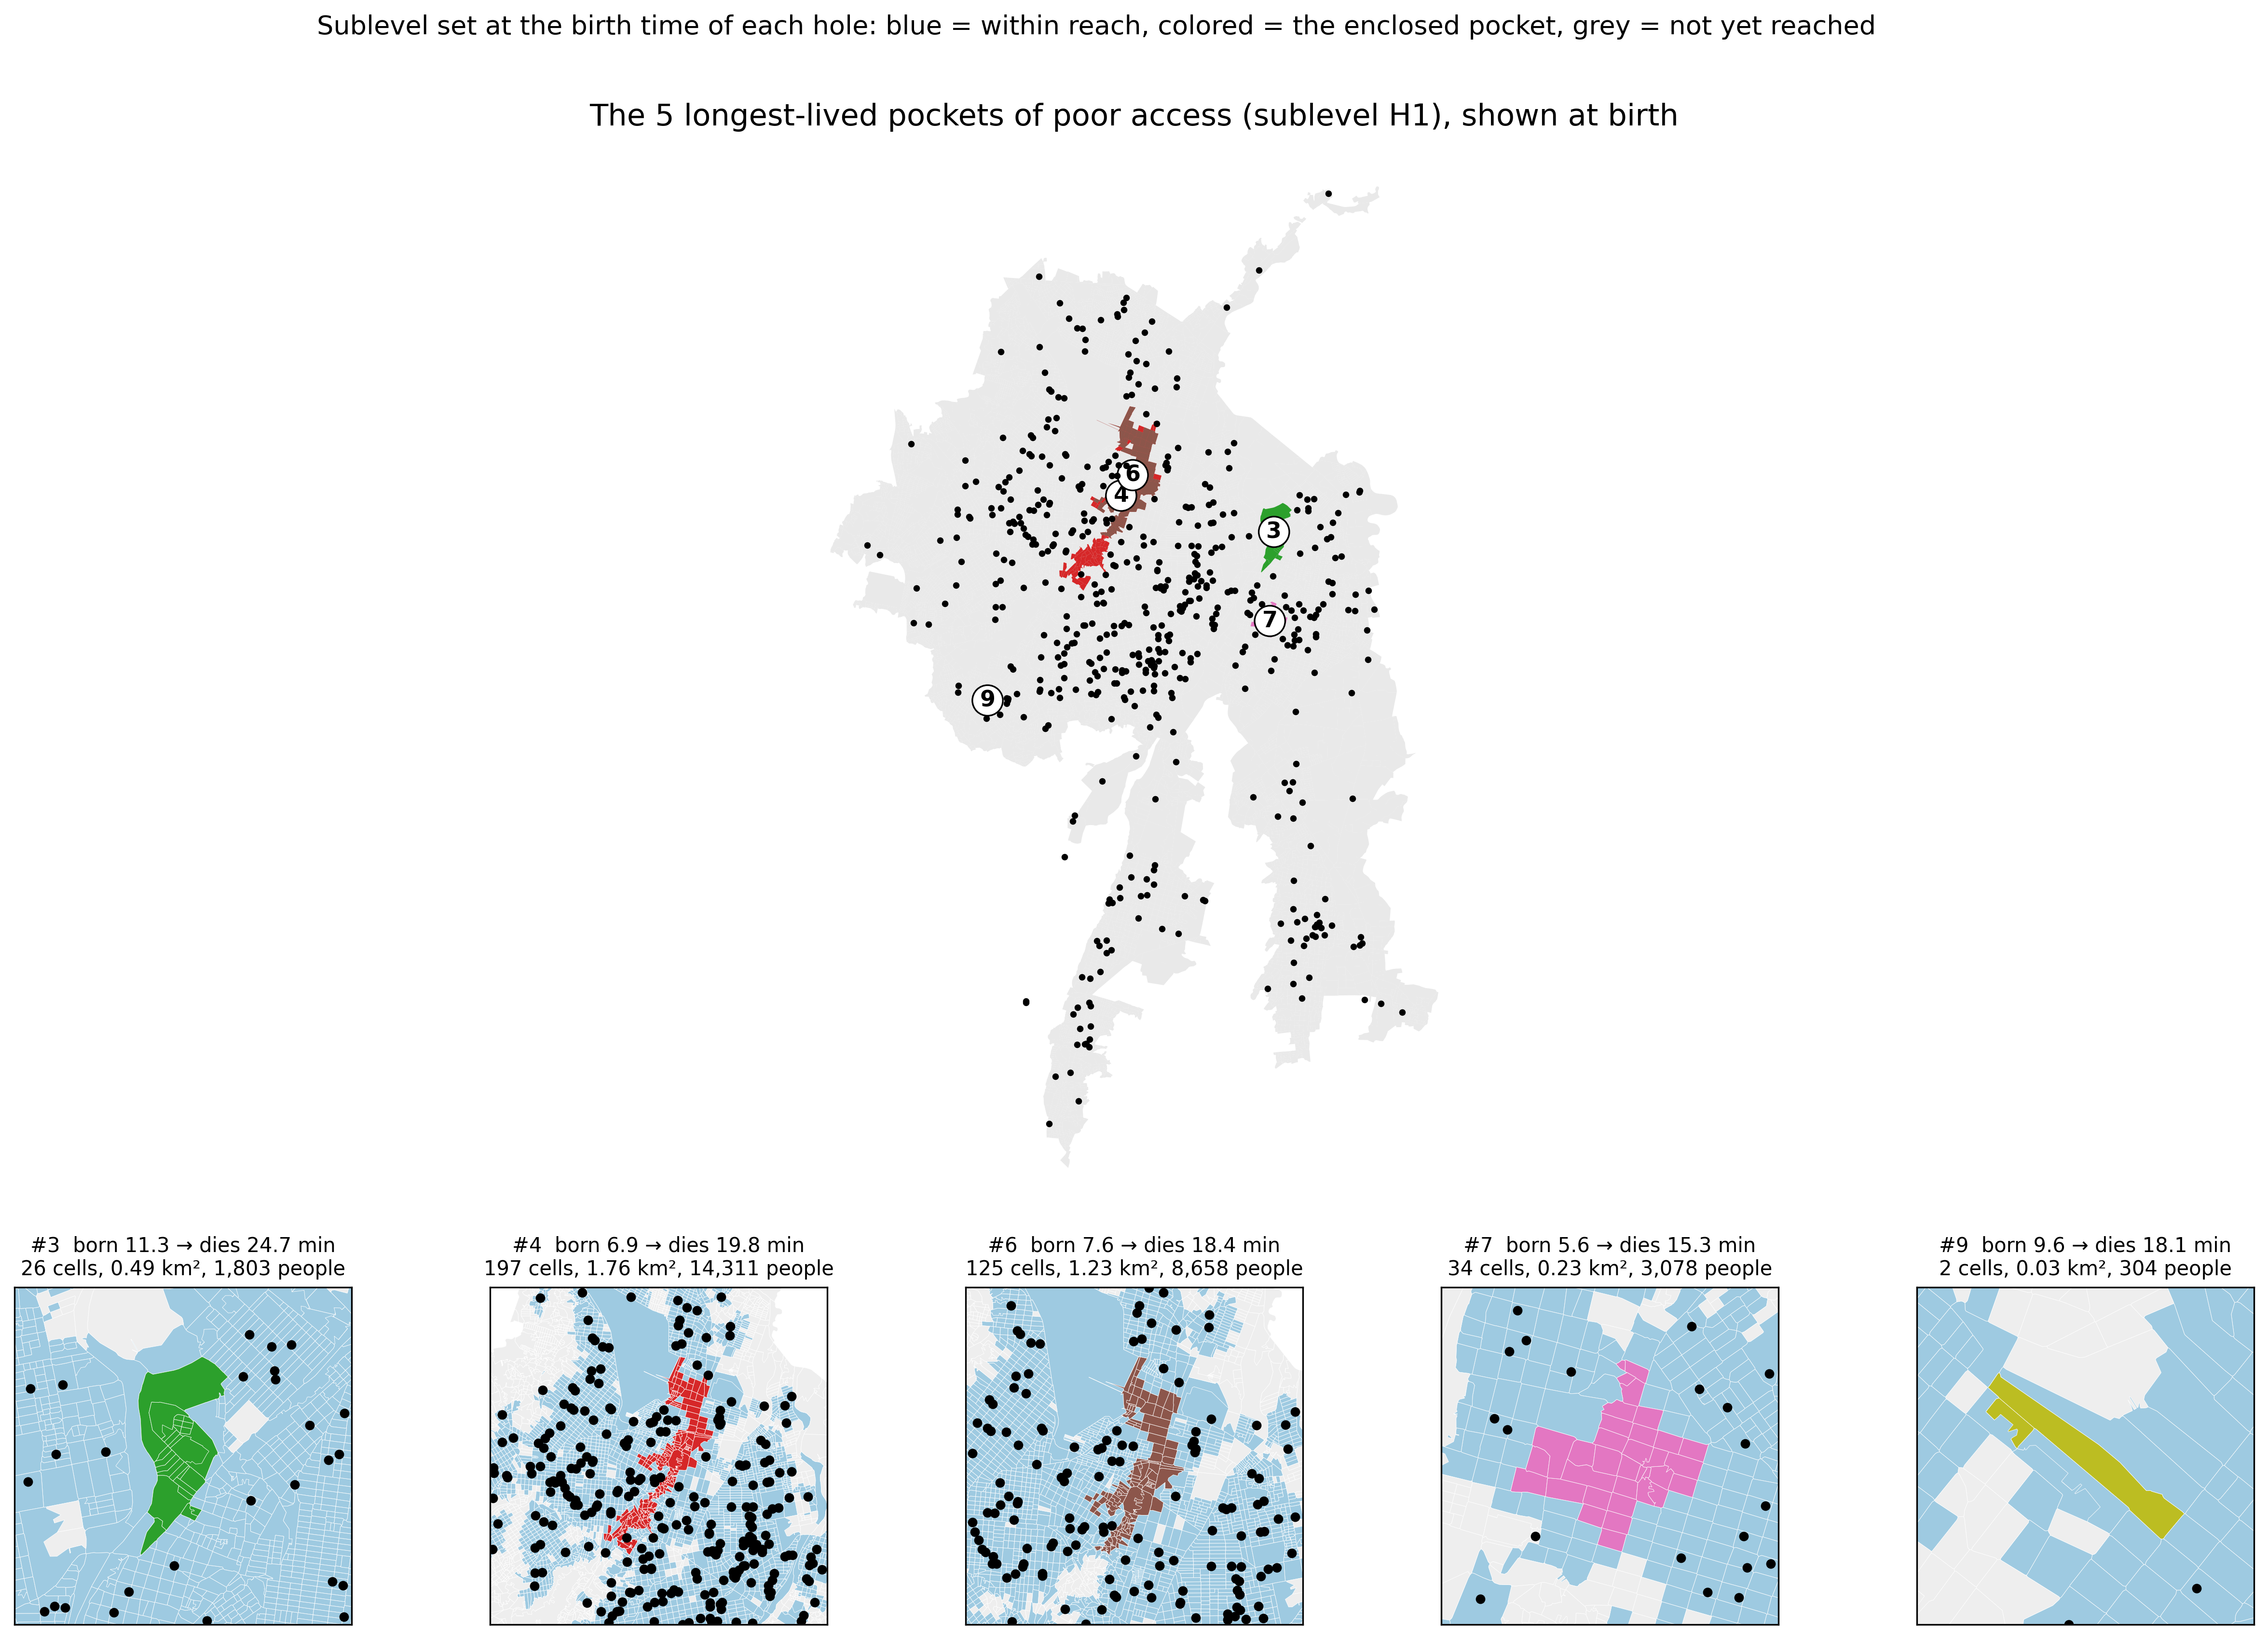 Sublevel set at the birth time of each hole: blue = within reach, colored = the enclosed pocket, grey = not yet reached
The 5 longest-lived pockets of poor access (sublevel H1), shown at birth
6
4
3
7
9
#3  born 11.3 → dies 24.7 min
26 cells, 0.49 km², 1,803 people
#4  born 6.9 → dies 19.8 min
197 cells, 1.76 km², 14,311 people
#6  born 7.6 → dies 18.4 min
125 cells, 1.23 km², 8,658 people
#7  born 5.6 → dies 15.3 min
34 cells, 0.23 km², 3,078 people
#9  born 9.6 → dies 18.1 min
2 cells, 0.03 km², 304 people